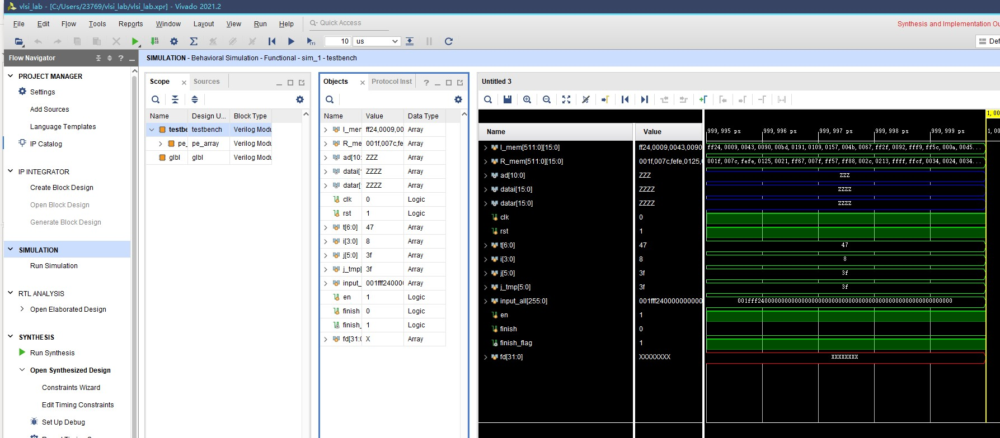 vlsi_lab - [C:/Users/23769/vlsi_lab/vlsi_lab.xpr] - Vivado 2021.2
File Edit Flow Tools Reports Window Layout View Run Help Quick Access
Synthesis and Implementation Ou
10 us
Def
Flow Navigator
PROJECT MANAGER
Settings
Add Sources
Language Templates
IP Catalog
IP INTEGRATOR
Create Block Design
Open Block Design
Generate Block Design
SIMULATION
Run Simulation
RTL ANALYSIS
Open Elaborated Design
SYNTHESIS
Run Synthesis
Open Synthesized Design
Constraints Wizard
Edit Timing Constraints
Set Up Debug
SIMULATION - Behavioral Simulation - Functional - sim_1 - testbench
Scope Sources
Name Design U... Block Type
testbe testbench Verilog Modu
pe_ pe_array Verilog Modu
glbl glbl Verilog Modu
Objects Protocol Inst
Name Value Data Type
I_mer ff24,0009,00 Array
R_me 001f,007c,fe Array
ad[10: ZZZ Array
datai[ ZZZZ Array
datar[ ZZZZ Array
clk 0 Logic
rst 1 Logic
t[6:0] 47 Array
i[3:0] 8 Array
j[5:0] 3f Array
j_tmp[ 3f Array
input_ 001fff24000 Array
en 1 Logic
finish 0 Logic
finish_ 1 Logic
fd[31:0 X Array
Untitled 3
Name Value
1,00
999,995 ps 999,996 ps 999,997 ps 999,998 ps 999,999 ps 1,00
I_mem[511:0][15:0] ff24,0009,0043,0090 ff24,0009,0043,0090,00bd,0191,0109,0157,004b,0067,ff2f,0092,fff9,ff5c,000a,00d5...
R_mem[511:0][15:0] 001f,007c,fefe,0125, 001f,007c,fefe,0125,0021,ff67,007f,ff57,ff88,002c,0213,ffff,ffcf,0034,0024,0034...
ad[10:0] ZZZ ZZZ
datai[15:0] ZZZZ ZZZZ
datar[15:0] ZZZZ ZZZZ
clk 0
rst 1
t[6:0] 47 47
i[3:0] 8 8
j[5:0] 3f 3f
j_tmp[5:0] 3f 3f
input_all[255:0] 001fff240000000000 001fff2400000000000000000000000000000000000000000000000000000000
en 1
finish 0
finish_flag 1
fd[31:0] XXXXXXXX XXXXXXXX